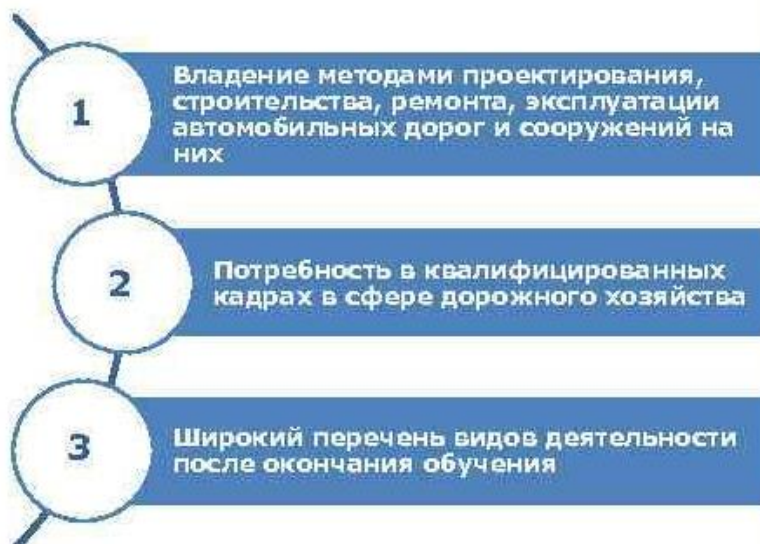 1
Владение методами проектирования,
строительства, ремонта, эксплуатации
автомобильных дорог и сооружений на
них
2
Потребность в квалифицированных
кадрах в сфере дорожного хозяйства
3
Широкий перечень видов деятельности
после окончания обучения